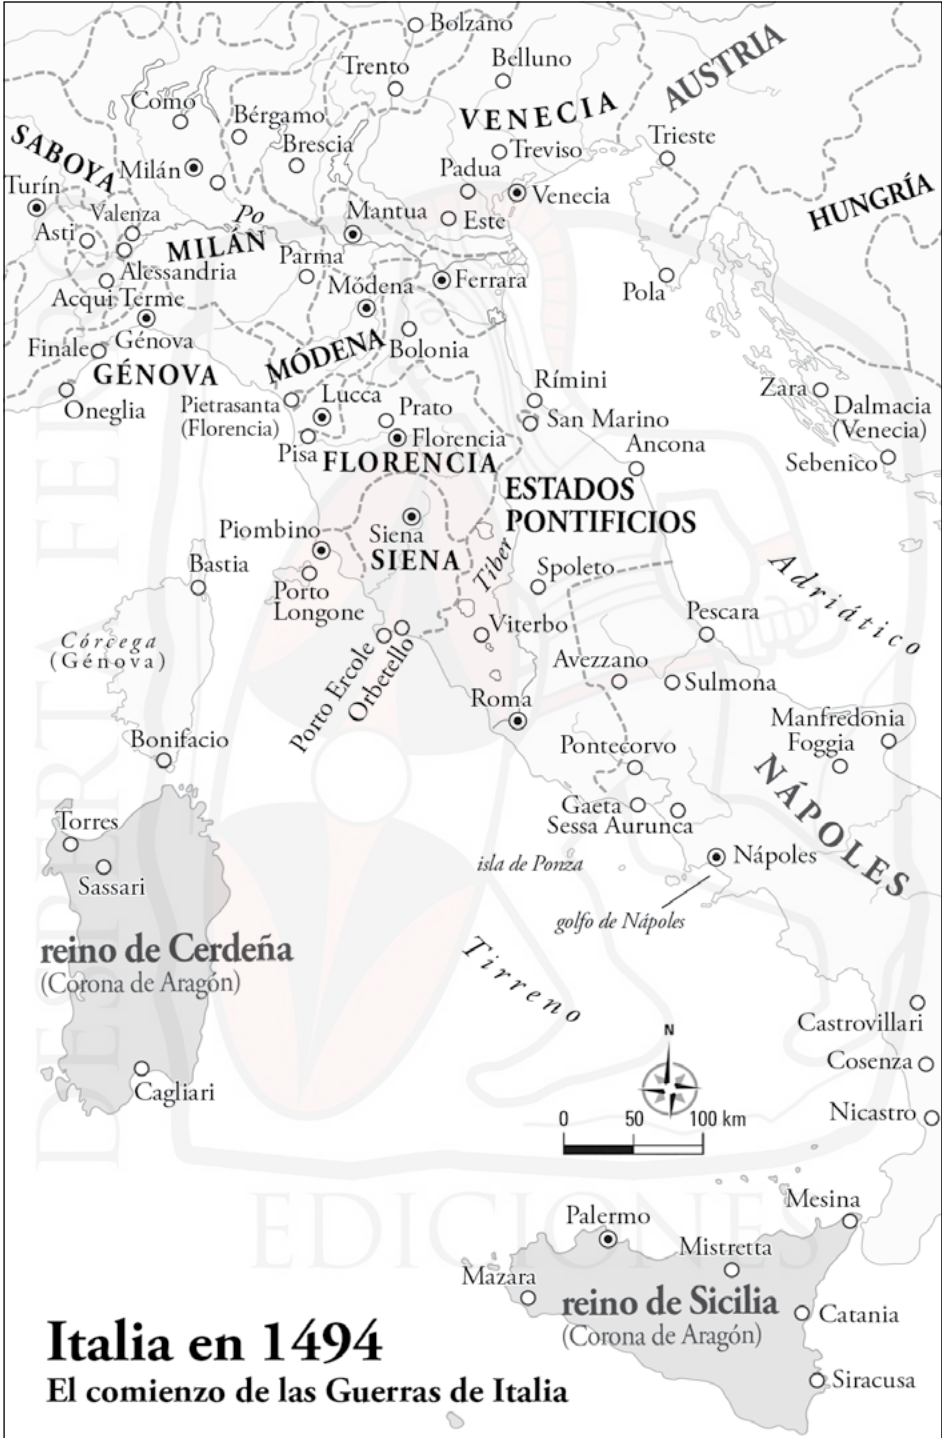 Bolzano
Trento
Belluno
AUSTRIA
Como
Bérgamo
VENECIA
SABOYA
Brescia
Treviso
Trieste
Milán
Padua
Turín
Venecia
HUNGRÍA
Valenza
Po
Mantua
Este
Asti
MILÁN
Parma
Alessandria
Módena
Ferrara
Pola
Acqui Terme
Finale
Génova
MÓDENA
Bolonia
GÉNOVA
Rímini
Zara
Oneglia
Pietrasanta
(Florencia)
Lucca
Prato
San Marino
Dalmacia
(Venecia)
Pisa
Florencia
Ancona
FLORENCIA
Sebenico
ESTADOS
PONTIFICIOS
Piombino
Siena
SIENA
Tíber
Bastia
Spoleto
Adriático
Porto
Longone
Pescara
Córcega
(Génova)
Viterbo
Porto Ercole
Orbetello
Avezzano
Sulmona
Roma
Manfredonia
Foggia
Bonifacio
Pontecorvo
NÁPOLES
Gaeta
Sessa Aurunca
Torres
isla de Ponza
Nápoles
Sassari
golfo de Nápoles
reino de Cerdeña
(Corona de Aragón)
Tirreno
Castrovillari
N
Cosenza
Cagliari
0 50 100 km
Nicastro
Mesina
Palermo
Mistretta
Mazara
reino de Sicilia
(Corona de Aragón)
Catania
Siracusa
Italia en 1494
El comienzo de las Guerras de Italia
DESPERTA FERRO
EDICIONES